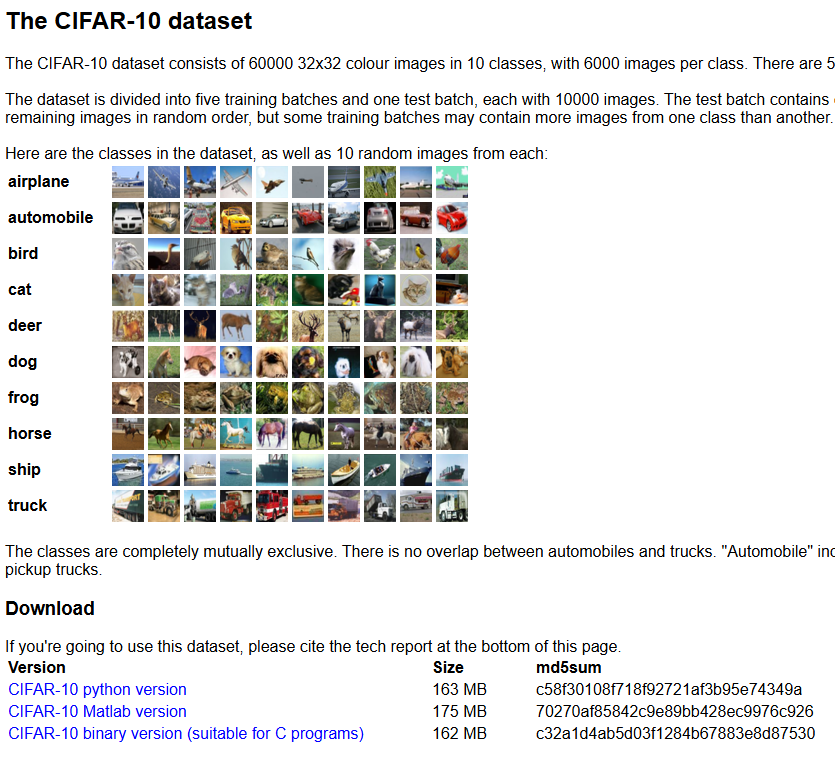 The CIFAR-10 dataset
The CIFAR-10 dataset consists of 60000 32x32 colour images in 10 classes, with 6000 images per class. There are 5
The dataset is divided into five training batches and one test batch, each with 10000 images. The test batch contains
remaining images in random order, but some training batches may contain more images from one class than another.
Here are the classes in the dataset, as well as 10 random images from each:
airplane
automobile
bird
cat
deer
dog
frog
horse
ship
truck
The classes are completely mutually exclusive. There is no overlap between automobiles and trucks. "Automobile" inc
pickup trucks.
Download
If you're going to use this dataset, please cite the tech report at the bottom of this page.
Version Size md5sum
CIFAR-10 python version 163 MB c58f30108f718f92721af3b95e74349a
CIFAR-10 Matlab version 175 MB 70270af85842c9e89bb428ec9976c926
CIFAR-10 binary version (suitable for C programs) 162 MB c32a1d4ab5d03f1284b67883e8d87530